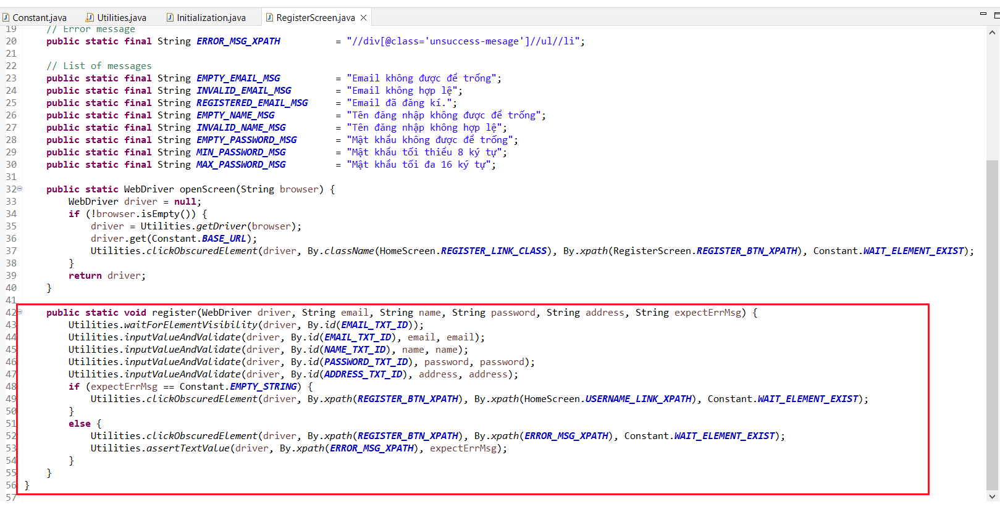 Constant.java Utilities.java Initialization.java RegisterScreen.java
19 // Error message
20 public static final String ERROR_MSG_XPATH = "//div[@class='unsuccess-mesage']//ul//li";
21
22 // List of messages
23 public static final String EMPTY_EMAIL_MSG = "Email không được để trống";
24 public static final String INVALID_EMAIL_MSG = "Email không hợp lệ";
25 public static final String REGISTERED_EMAIL_MSG = "Email đã đăng kí.";
26 public static final String EMPTY_NAME_MSG = "Tên đăng nhập không được để trống";
27 public static final String INVALID_NAME_MSG = "Tên đăng nhập không hợp lệ";
28 public static final String EMPTY_PASSWORD_MSG = "Mật khẩu không được để trống";
29 public static final String MIN_PASSWORD_MSG = "Mật khẩu tối thiểu 8 ký tự";
30 public static final String MAX_PASSWORD_MSG = "Mật khẩu tối đa 16 ký tự";
31
32 public static WebDriver openScreen(String browser) {
33 WebDriver driver = null;
34 if (!browser.isEmpty()) {
35 driver = Utilities.getDriver(browser);
36 driver.get(Constant.BASE_URL);
37 Utilities.clickObscuredElement(driver, By.className(HomeScreen.REGISTER_LINK_CLASS), By.xpath(RegisterScreen.REGISTER_BTN_XPATH), Constant.WAIT_ELEMENT_EXIST);
38 }
39 return driver;
40 }
41
42 public static void register(WebDriver driver, String email, String name, String password, String address, String expectErrMsg) {
43 Utilities.waitForElementVisibility(driver, By.id(EMAIL_TXT_ID));
44 Utilities.inputValueAndValidate(driver, By.id(EMAIL_TXT_ID), email, email);
45 Utilities.inputValueAndValidate(driver, By.id(NAME_TXT_ID), name, name);
46 Utilities.inputValueAndValidate(driver, By.id(PASSWORD_TXT_ID), password, password);
47 Utilities.inputValueAndValidate(driver, By.id(ADDRESS_TXT_ID), address, address);
48 if (expectErrMsg == Constant.EMPTY_STRING) {
49 Utilities.clickObscuredElement(driver, By.xpath(REGISTER_BTN_XPATH), By.xpath(HomeScreen.USERNAME_LINK_XPATH), Constant.WAIT_ELEMENT_EXIST);
50 }
51 else {
52 Utilities.clickObscuredElement(driver, By.xpath(REGISTER_BTN_XPATH), By.xpath(ERROR_MSG_XPATH), Constant.WAIT_ELEMENT_EXIST);
53 Utilities.assertTextValue(driver, By.xpath(ERROR_MSG_XPATH), expectErrMsg);
54 }
55 }
56 }
57